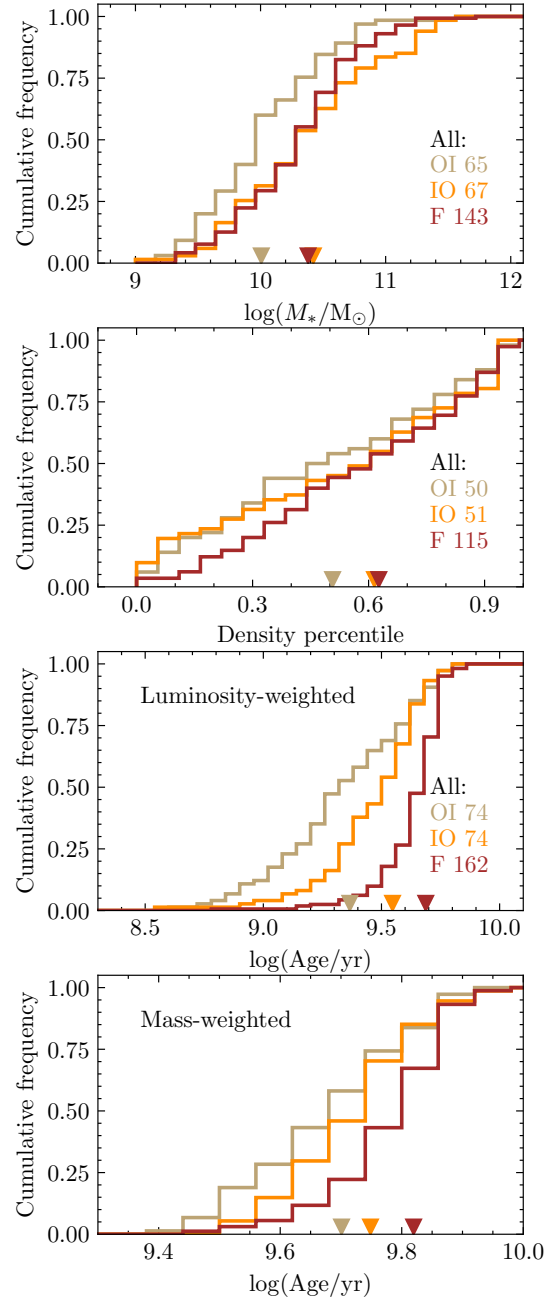 1.00
0.75
0.50
0.25
0.00
Cumulative frequency
All:
OI 65
IO 67
F 143
9 10 11 12
log(M*/M⊙)
1.00
0.75
0.50
0.25
0.00
Cumulative frequency
All:
OI 50
IO 51
F 115
0.0 0.3 0.6 0.9
Density percentile
1.00
0.75
0.50
0.25
0.00
Cumulative frequency
Luminosity-weighted
All:
OI 74
IO 74
F 162
8.5 9.0 9.5 10.0
log(Age/yr)
1.00
0.75
0.50
0.25
0.00
Cumulative frequency
Mass-weighted
9.4 9.6 9.8 10.0
log(Age/yr)